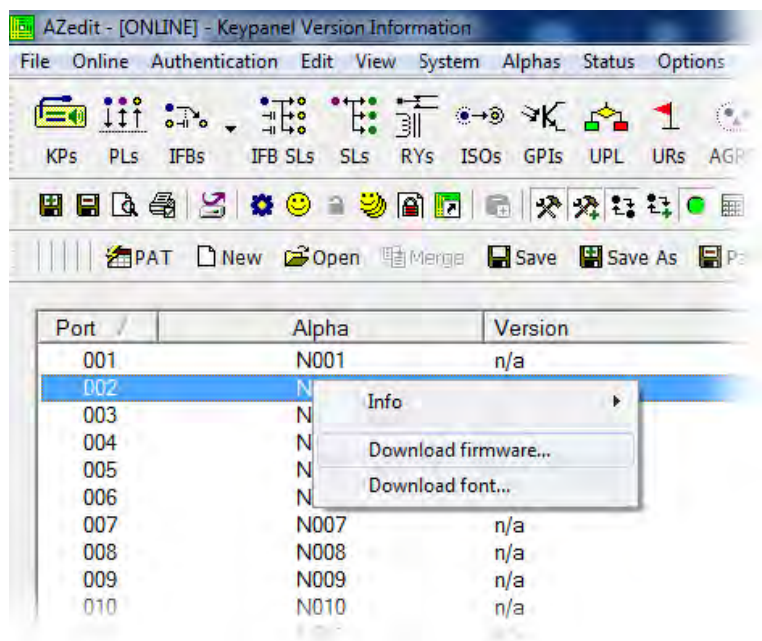 AZedit - [ONLINE] - Keypanel Version Information
File Online Authentication Edit View System Alphas Status Options
KPs PLs IFBs IFB SLs SLs RYs ISOs GPIs UPL URs AGP
PAT New Open Merge Save Save As
Port Alpha Version
001 N001 n/a
002 N
003 N
004 N
005 N
006 N
Info
Download firmware...
Download font...
007 N007 n/a
008 N008 n/a
009 N009 n/a
010 N010 n/a